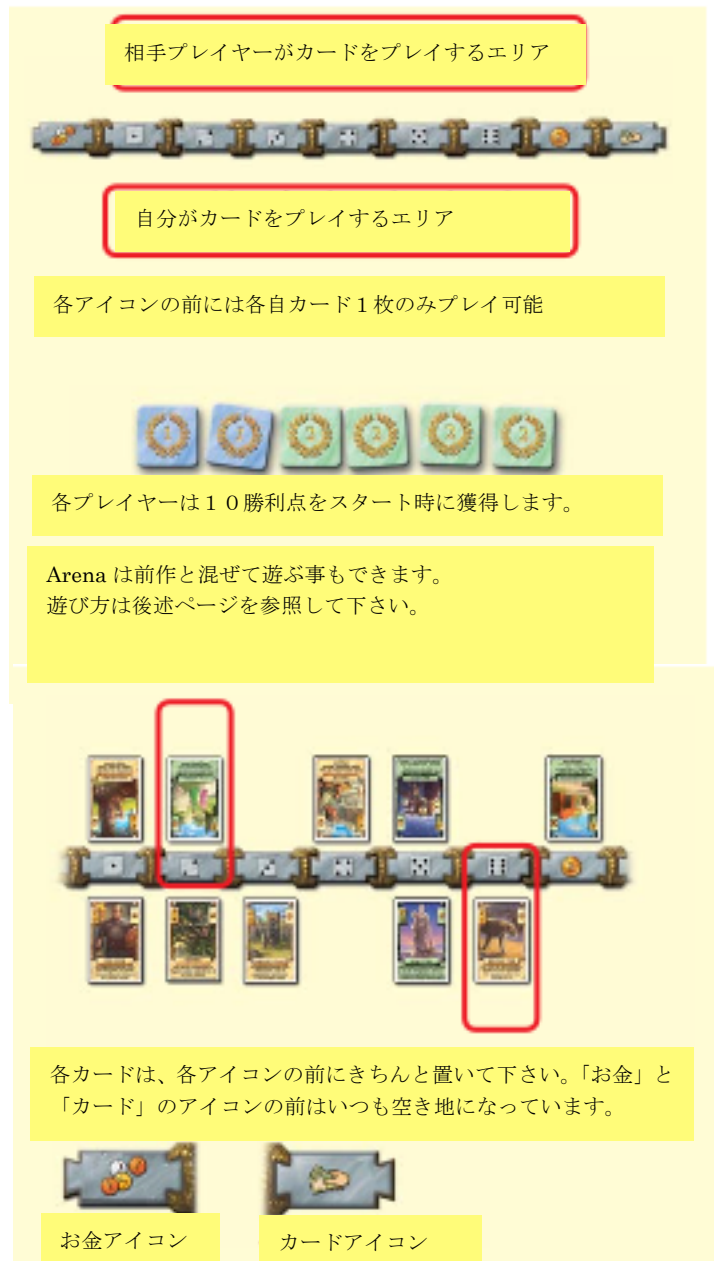 相手プレイヤーがカードをプレイするエリア
自分がカードをプレイするエリア
各アイコンの前には各自カード１枚のみプレイ可能
1 1 2 2 2 2
各プレイヤーは１０勝利点をスタート時に獲得します。
Arena は前作と混ぜて遊ぶ事もできます。
遊び方は後述ページを参照して下さい。
各カードは、各アイコンの前にきちんと置いて下さい。「お金」と
「カード」のアイコンの前はいつも空き地になっています。
お金アイコン
カードアイコン